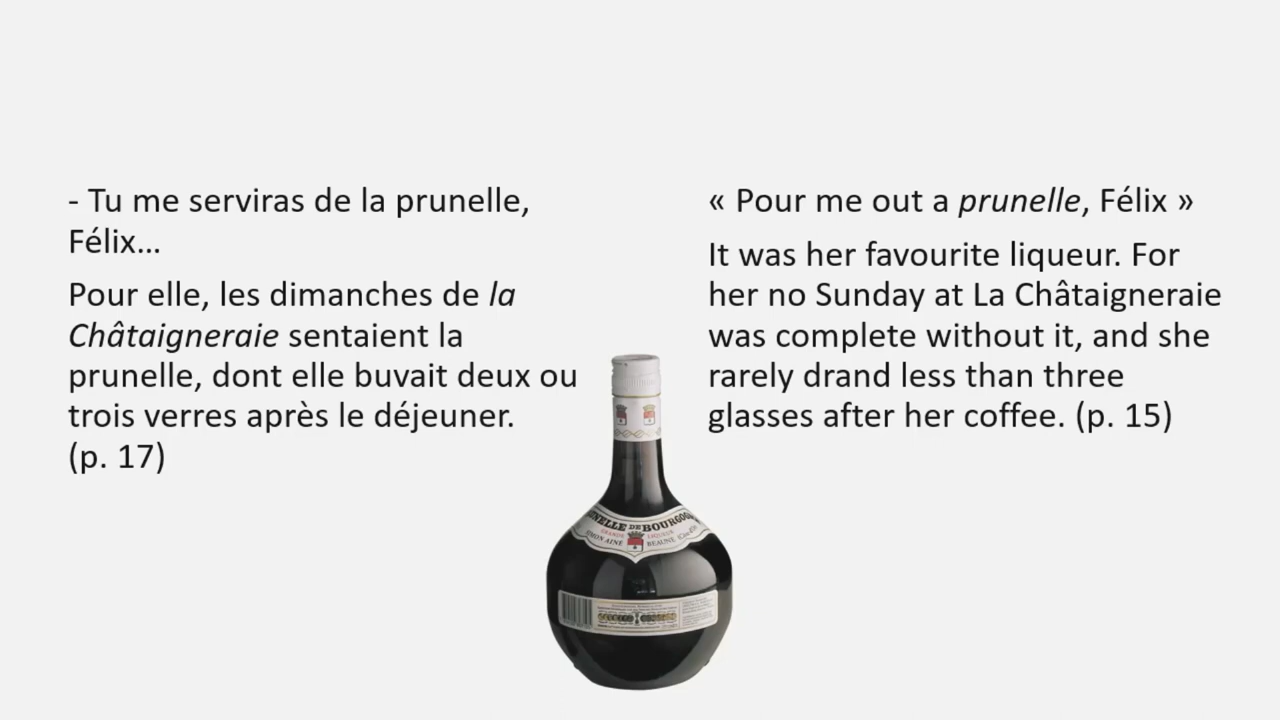 - Tu me serviras de la prunelle,
Félix...
Pour elle, les dimanches de la
Châtaigneraie sentaient la
prunelle, dont elle buvait deux ou
trois verres après le déjeuner.
(p. 17)
« Pour me out a prunelle, Félix »
It was her favourite liqueur. For
her no Sunday at La Châtaigneraie
was complete without it, and she
rarely drand less than three
glasses after her coffee. (p. 15)
DE BOURGOG
GRANDE LIQUEUR
BEAUNE